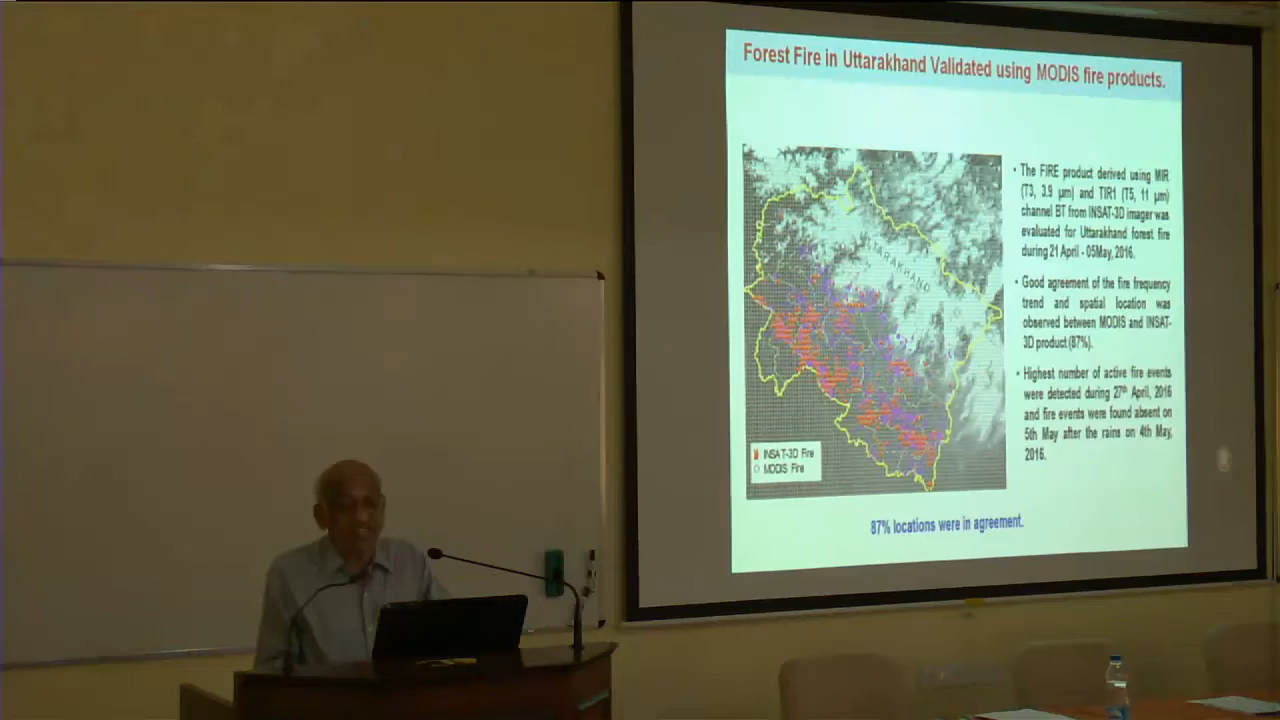 Forest Fire in Uttarakhand Validated using MODIS fire products.
UTTARAKHAND
INSAT-3D Fire
MODIS Fire
• The FIRE product derived using MIR
(T3, 3.9 µm) and TIR1 (T5, 11 µm)
channel BT from INSAT-3D imager was
evaluated for Uttarakhand forest fire
during 21 April - 05May, 2016.
• Good agreement of the fire frequency
trend and spatial location was
observed between MODIS and INSAT-
3D product (87%).
• Highest number of active fire events
were detected during 27th April, 2016
and fire events were found absent on
5th May after the rains on 4th May,
2016.
87% locations were in agreement.